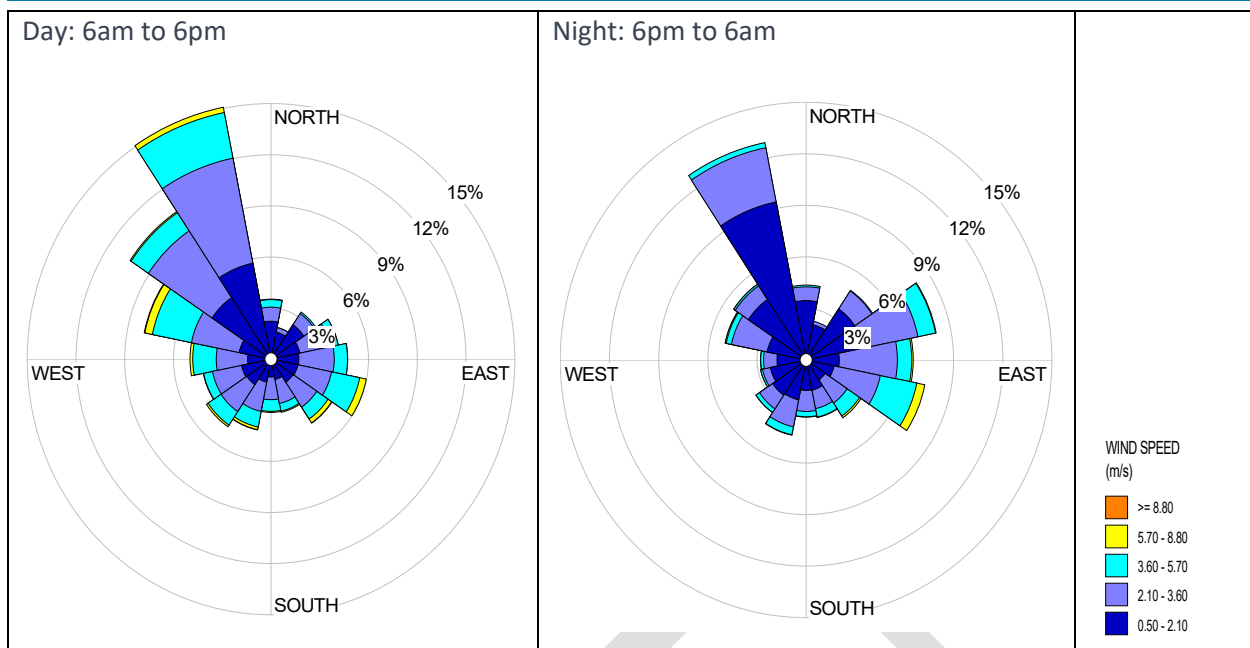 Day: 6am to 6pm
NORTH
15%
12%
9%
6%
3%
WEST
EAST
SOUTH
Night: 6pm to 6am
NORTH
15%
12%
9%
6%
3%
WEST
EAST
SOUTH
WIND SPEED
(m/s)
>= 8.80
5.70 - 8.80
3.60 - 5.70
2.10 - 3.60
0.50 - 2.10